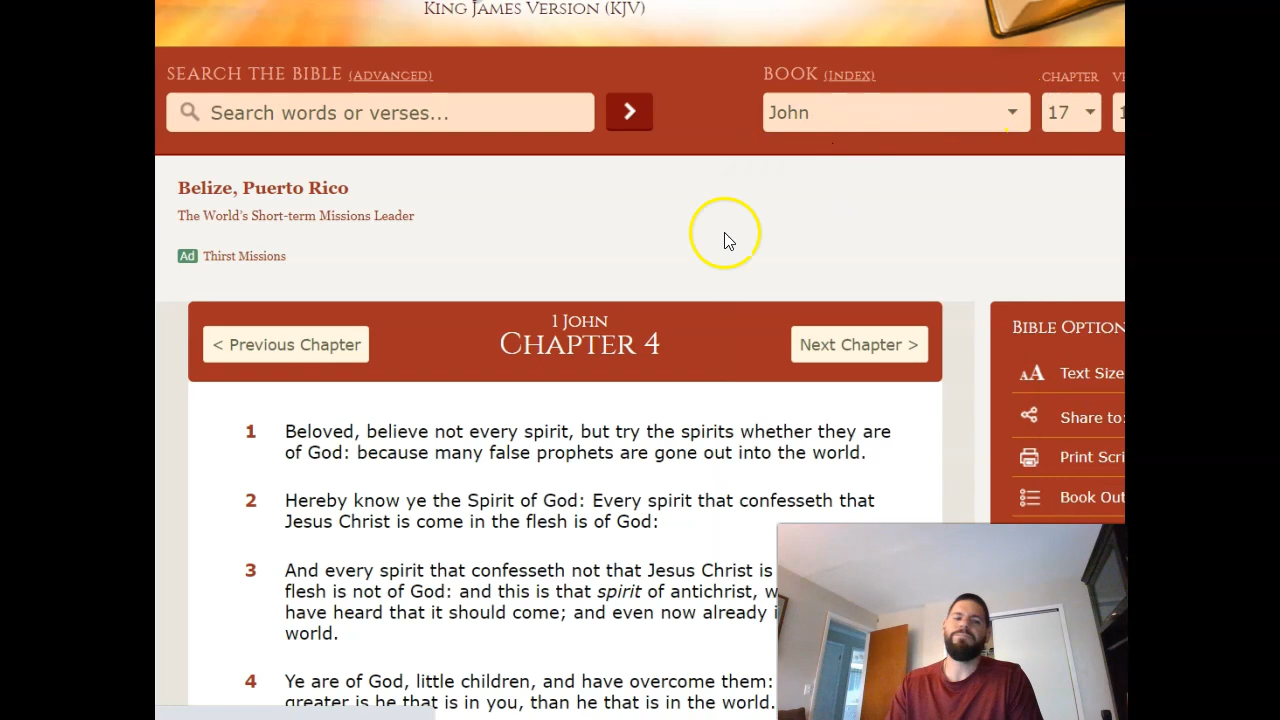 KING JAMES VERSION (KJV)
SEARCH THE BIBLE (ADVANCED)
Search words or verses...
BOOK (INDEX)
CHAPTER
John
17
Belize, Puerto Rico
The World's Short-term Missions Leader
Ad Thirst Missions
< Previous Chapter
1 JOHN
CHAPTER 4
Next Chapter >
1 Beloved, believe not every spirit, but try the spirits whether they are
of God: because many false prophets are gone out into the world.
2 Hereby know ye the Spirit of God: Every spirit that confesseth that
Jesus Christ is come in the flesh is of God:
3 And every spirit that confesseth not that Jesus Christ is
flesh is not of God: and this is that spirit of antichrist, w
have heard that it should come; and even now already i
world.
4 Ye are of God, little children, and have overcome them:
greater is he that is in you, than he that is in the world.
BIBLE OPTION
AA Text Size
Share to:
Print Scri
Book Out